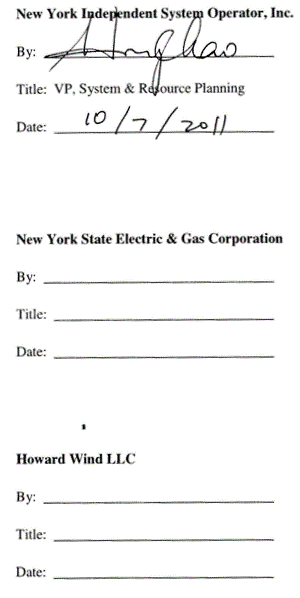 New York Independent System Operator, Inc.
By:
Title: VP, System & Resource Planning
Date: 10/7/2011
New York State Electric & Gas Corporation
By:
Title:
Date:
Howard Wind LLC
By:
Title:
Date: